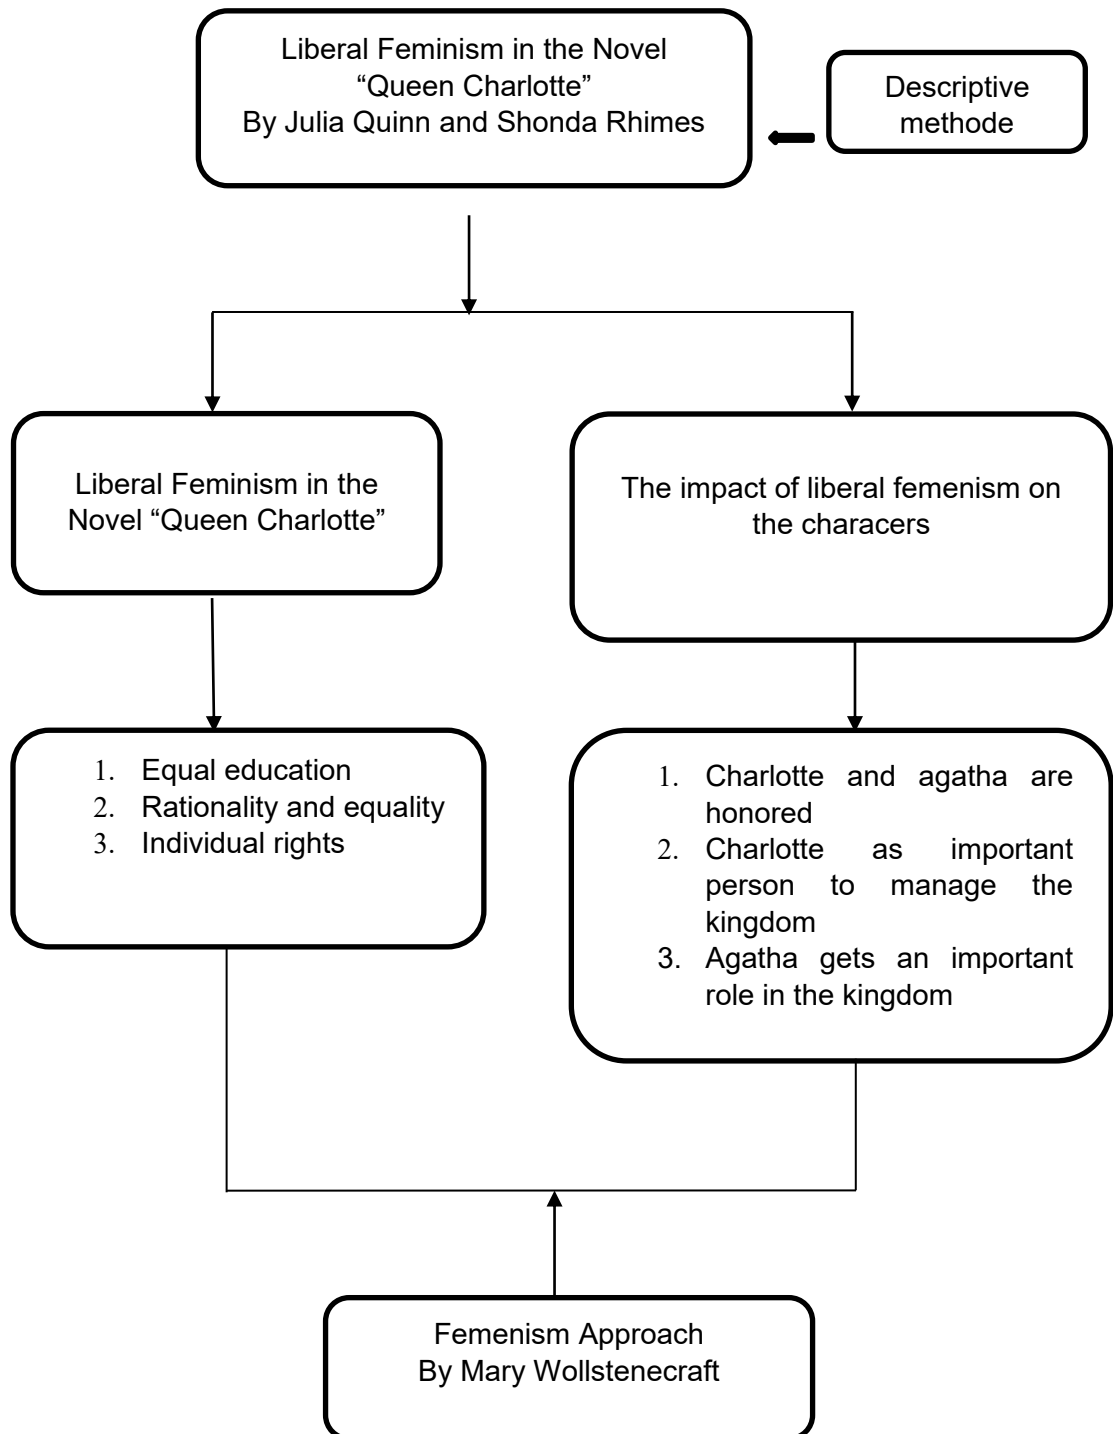 Liberal Feminism in the Novel
“Queen Charlotte”
By Julia Quinn and Shonda Rhimes
Descriptive
methode
Liberal Feminism in the
Novel “Queen Charlotte”
The impact of liberal femenism on
the characers
1. Equal education
2. Rationality and equality
3. Individual rights
1. Charlotte and agatha are
honored
2. Charlotte as important
person to manage the
kingdom
3. Agatha gets an important
role in the kingdom
Femenism Approach
By Mary Wollstenecraft